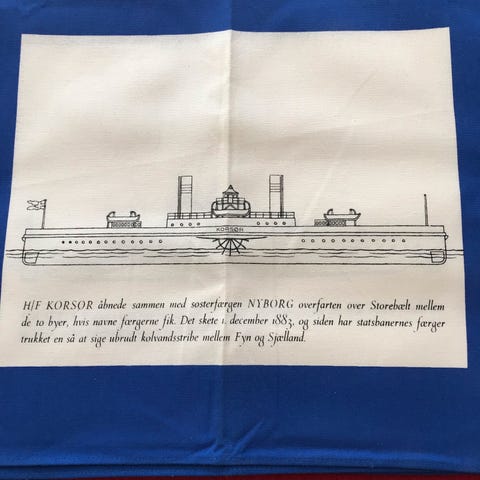 KORSØR
H/F KORSØR åbnede sammen med søsterfærgen NYBORG overfarten over Storebælt mellem
de to byer, hvis navne færgerne fik. Det skete 1. december 1883, og siden har statsbanernes færger
trukket en så at sige ubrudt kølvandsstribe mellem Fyn og Sjælland.